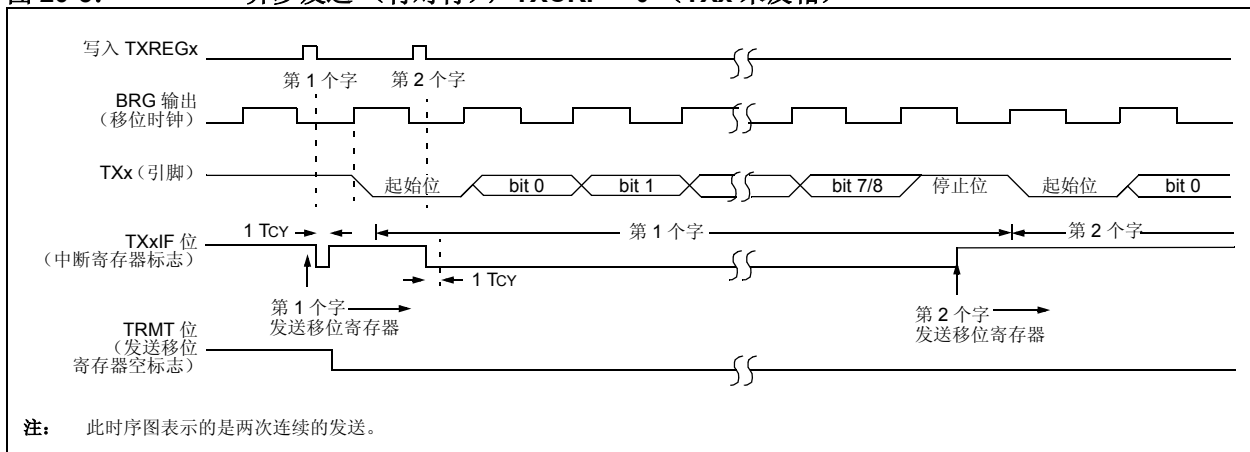 写入 TXREGx
第 1 个字 第 2 个字
BRG 输出
（移位时钟）
TXx（引脚）
起始位 bit 0 bit 1 bit 7/8 停止位 起始位 bit 0
1 TCY
TXxIF 位
（中断寄存器标志）
第 1 个字 第 2 个字
1 TCY
第 1 个字
发送移位寄存器
第 2 个字
发送移位寄存器
TRMT 位
（发送移位
寄存器空标志）
注： 此时序图表示的是两次连续的发送。